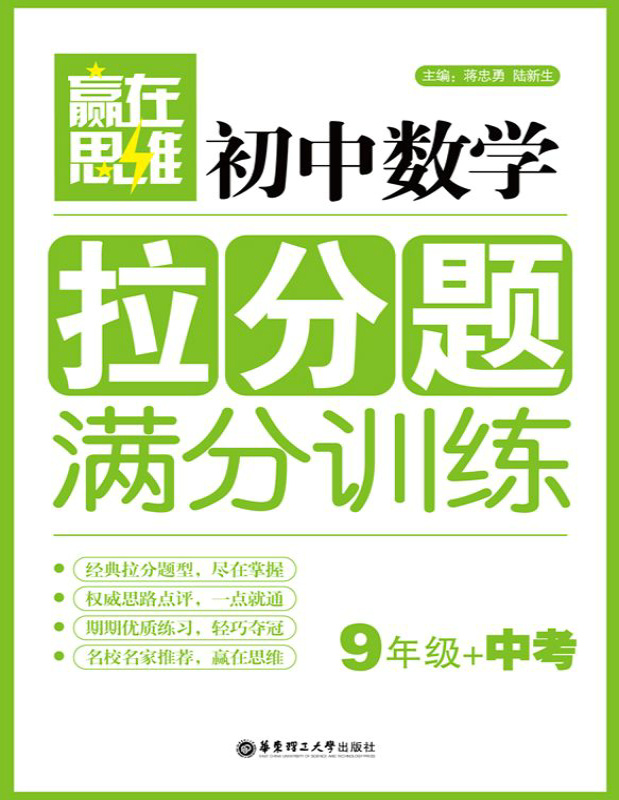 主编：蒋忠勇 陆新生
赢在
思维
初中数学
拉分题
满分训练
经典拉分题型，尽在掌握
权威思路点评，一点就通
期期优质练习，轻巧夺冠
名校名家推荐，赢在思维
9年级+中考
华东理工大学出版社
EAST CHINA UNIVERSITY OF SCIENCE AND TECHNOLOGY PRESS